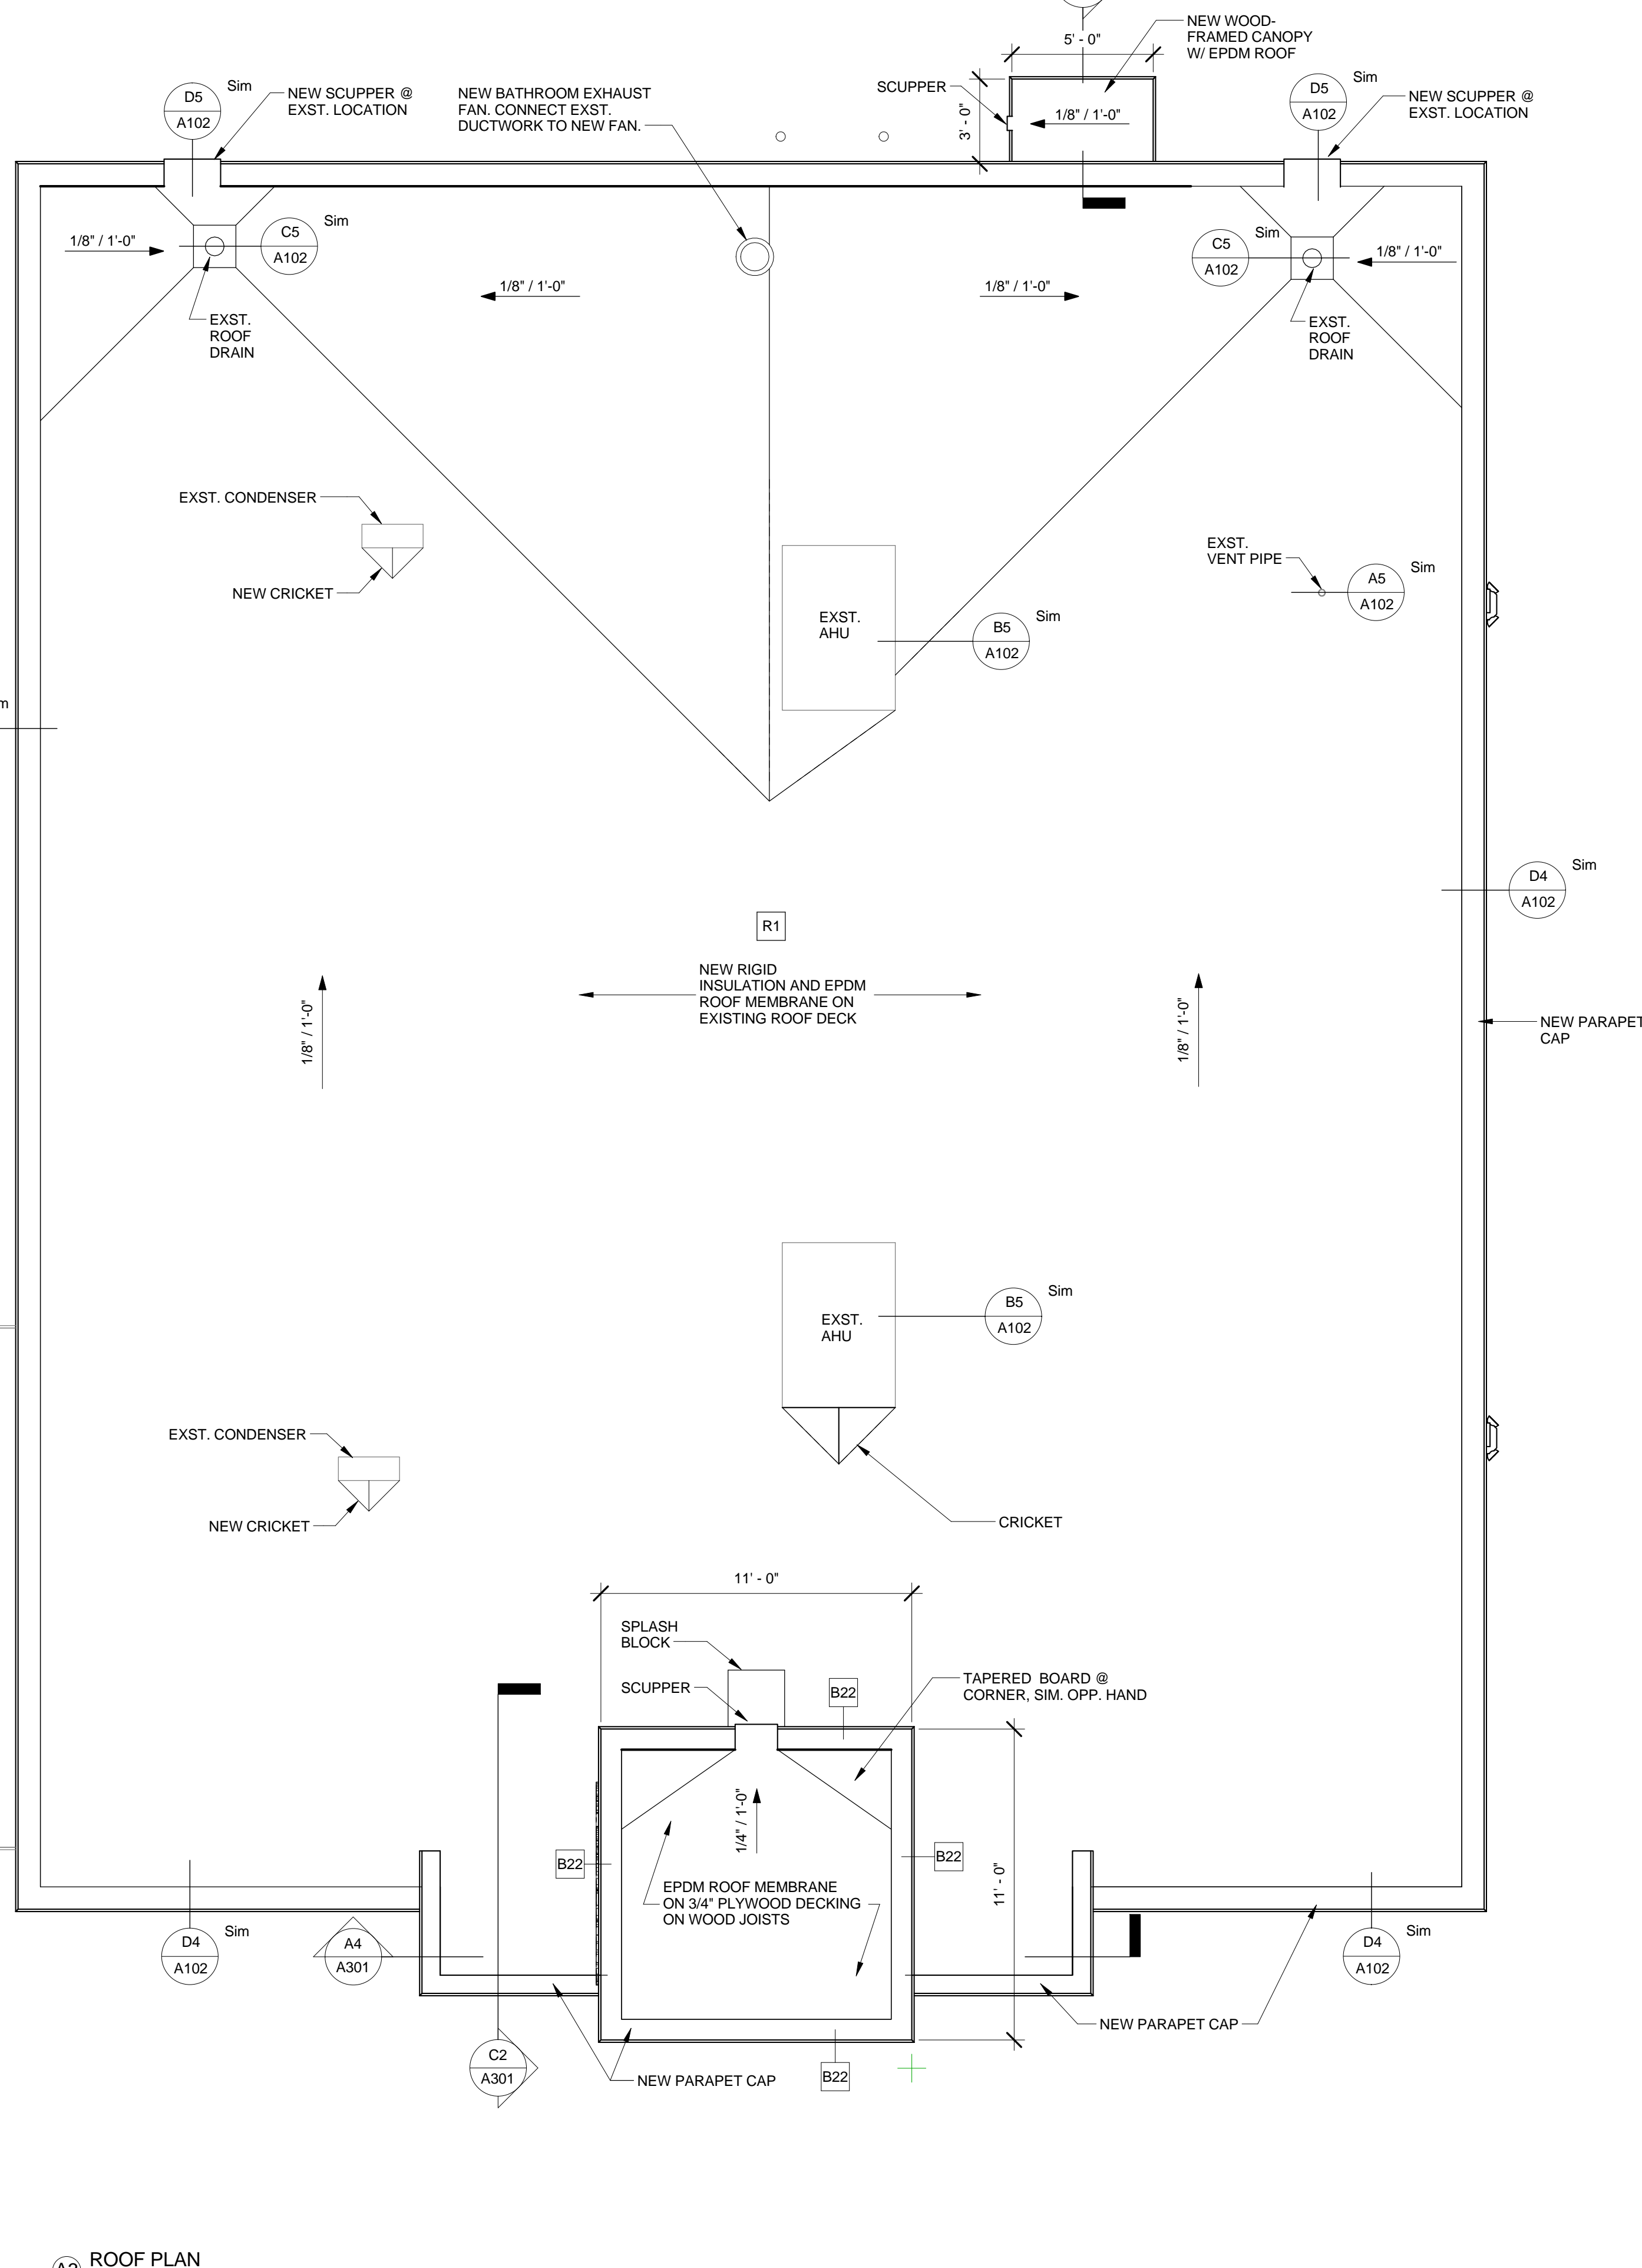 NEW WOOD-
FRAMED CANOPY
W/ EPDM ROOF
5' - 0"
SCUPPER
1/8" / 1'-0"
3' - 0"
D5
A102
Sim
NEW SCUPPER @
EXST. LOCATION
NEW BATHROOM EXHAUST
FAN. CONNECT EXST.
DUCTWORK TO NEW FAN.
D5
A102
Sim
NEW SCUPPER @
EXST. LOCATION
1/8" / 1'-0"
C5
A102
Sim
EXST.
ROOF
DRAIN
1/8" / 1'-0"
1/8" / 1'-0"
C5
A102
Sim
1/8" / 1'-0"
EXST.
ROOF
DRAIN
EXST. CONDENSER
NEW CRICKET
EXST.
AHU
B5
A102
Sim
EXST.
VENT PIPE
A5
A102
Sim
m
D4
A102
Sim
R1
NEW RIGID
INSULATION AND EPDM
ROOF MEMBRANE ON
EXISTING ROOF DECK
1/8" / 1'-0"
1/8" / 1'-0"
NEW PARAPET
CAP
EXST.
AHU
B5
A102
Sim
EXST. CONDENSER
NEW CRICKET
CRICKET
11' - 0"
SPLASH
BLOCK
SCUPPER
B22
TAPERED BOARD @
CORNER, SIM. OPP. HAND
1/4" / 1'-0"
B22
B22
11' - 0"
EPDM ROOF MEMBRANE
ON 3/4" PLYWOOD DECKING
ON WOOD JOISTS
D4
A102
Sim
A4
A301
D4
A102
Sim
NEW PARAPET CAP
C2
A301
NEW PARAPET CAP
B22
A2
ROOF PLAN